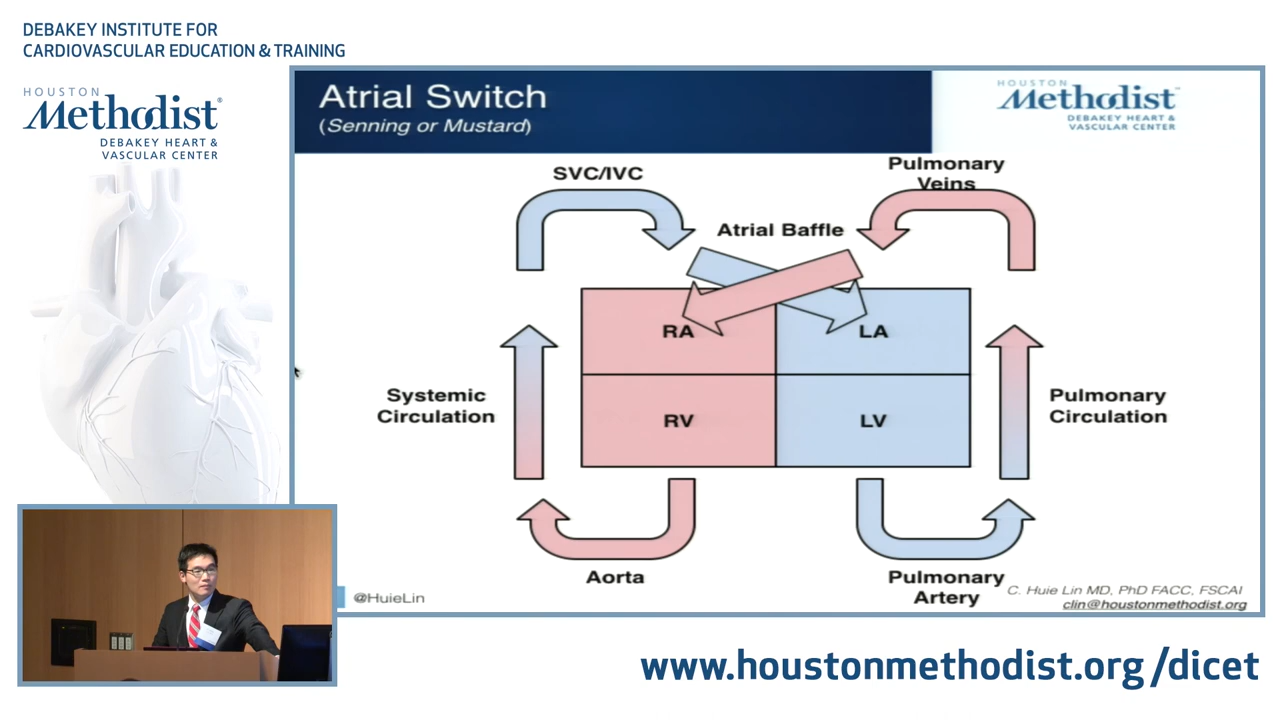 DEBAKEY INSTITUTE FOR
CARDIOVASCULAR EDUCATION & TRAINING
HOUSTON
Methodist®
DEBAKEY HEART &
VASCULAR CENTER
Atrial Switch
(Senning or Mustard)
HOUSTON
Methodist™
DEBAKEY HEART &
VASCULAR CENTER
SVC/IVC
Pulmonary
Veins
Atrial Baffle
RA
LA
Systemic
Circulation
RV
LV
Pulmonary
Circulation
Aorta
Pulmonary
Artery
@HuieLin
C. Huie Lin MD, PhD FACC, FSCAI
clin@houstonmethodist.org
www.houstonmethodist.org/dicet